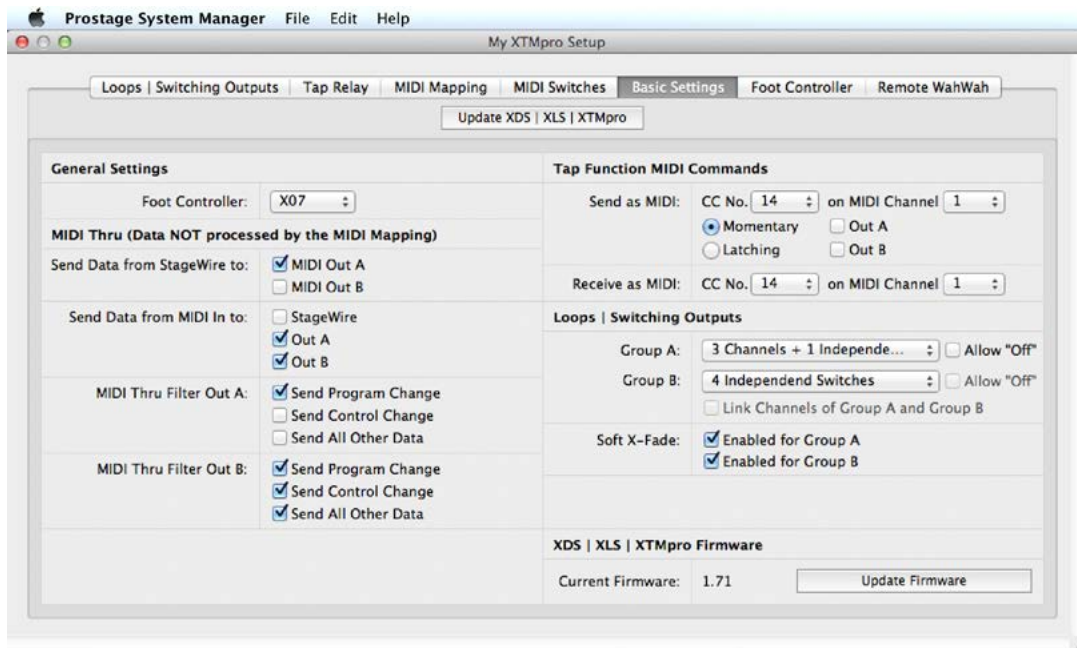 Prostage System Manager File Edit Help
My XTMpro Setup
Loops | Switching Outputs Tap Relay MIDI Mapping MIDI Switches Basic Settings Foot Controller Remote WahWah
Update XDS | XLS | XTMpro
General Settings
Foot Controller: X07
MIDI Thru (Data NOT processed by the MIDI Mapping)
Send Data from StageWire to: MIDI Out A
MIDI Out B
Send Data from MIDI In to: StageWire
Out A
Out B
MIDI Thru Filter Out A: Send Program Change
Send Control Change
Send All Other Data
MIDI Thru Filter Out B: Send Program Change
Send Control Change
Send All Other Data
Tap Function MIDI Commands
Send as MIDI: CC No. 14 on MIDI Channel 1
Momentary Out A
Latching Out B
Receive as MIDI: CC No. 14 on MIDI Channel 1
Loops | Switching Outputs
Group A: 3 Channels + 1 Independe... Allow "Off"
Group B: 4 Independend Switches Allow "Off"
Link Channels of Group A and Group B
Soft X-Fade: Enabled for Group A
Enabled for Group B
XDS | XLS | XTMpro Firmware
Current Firmware: 1.71 Update Firmware